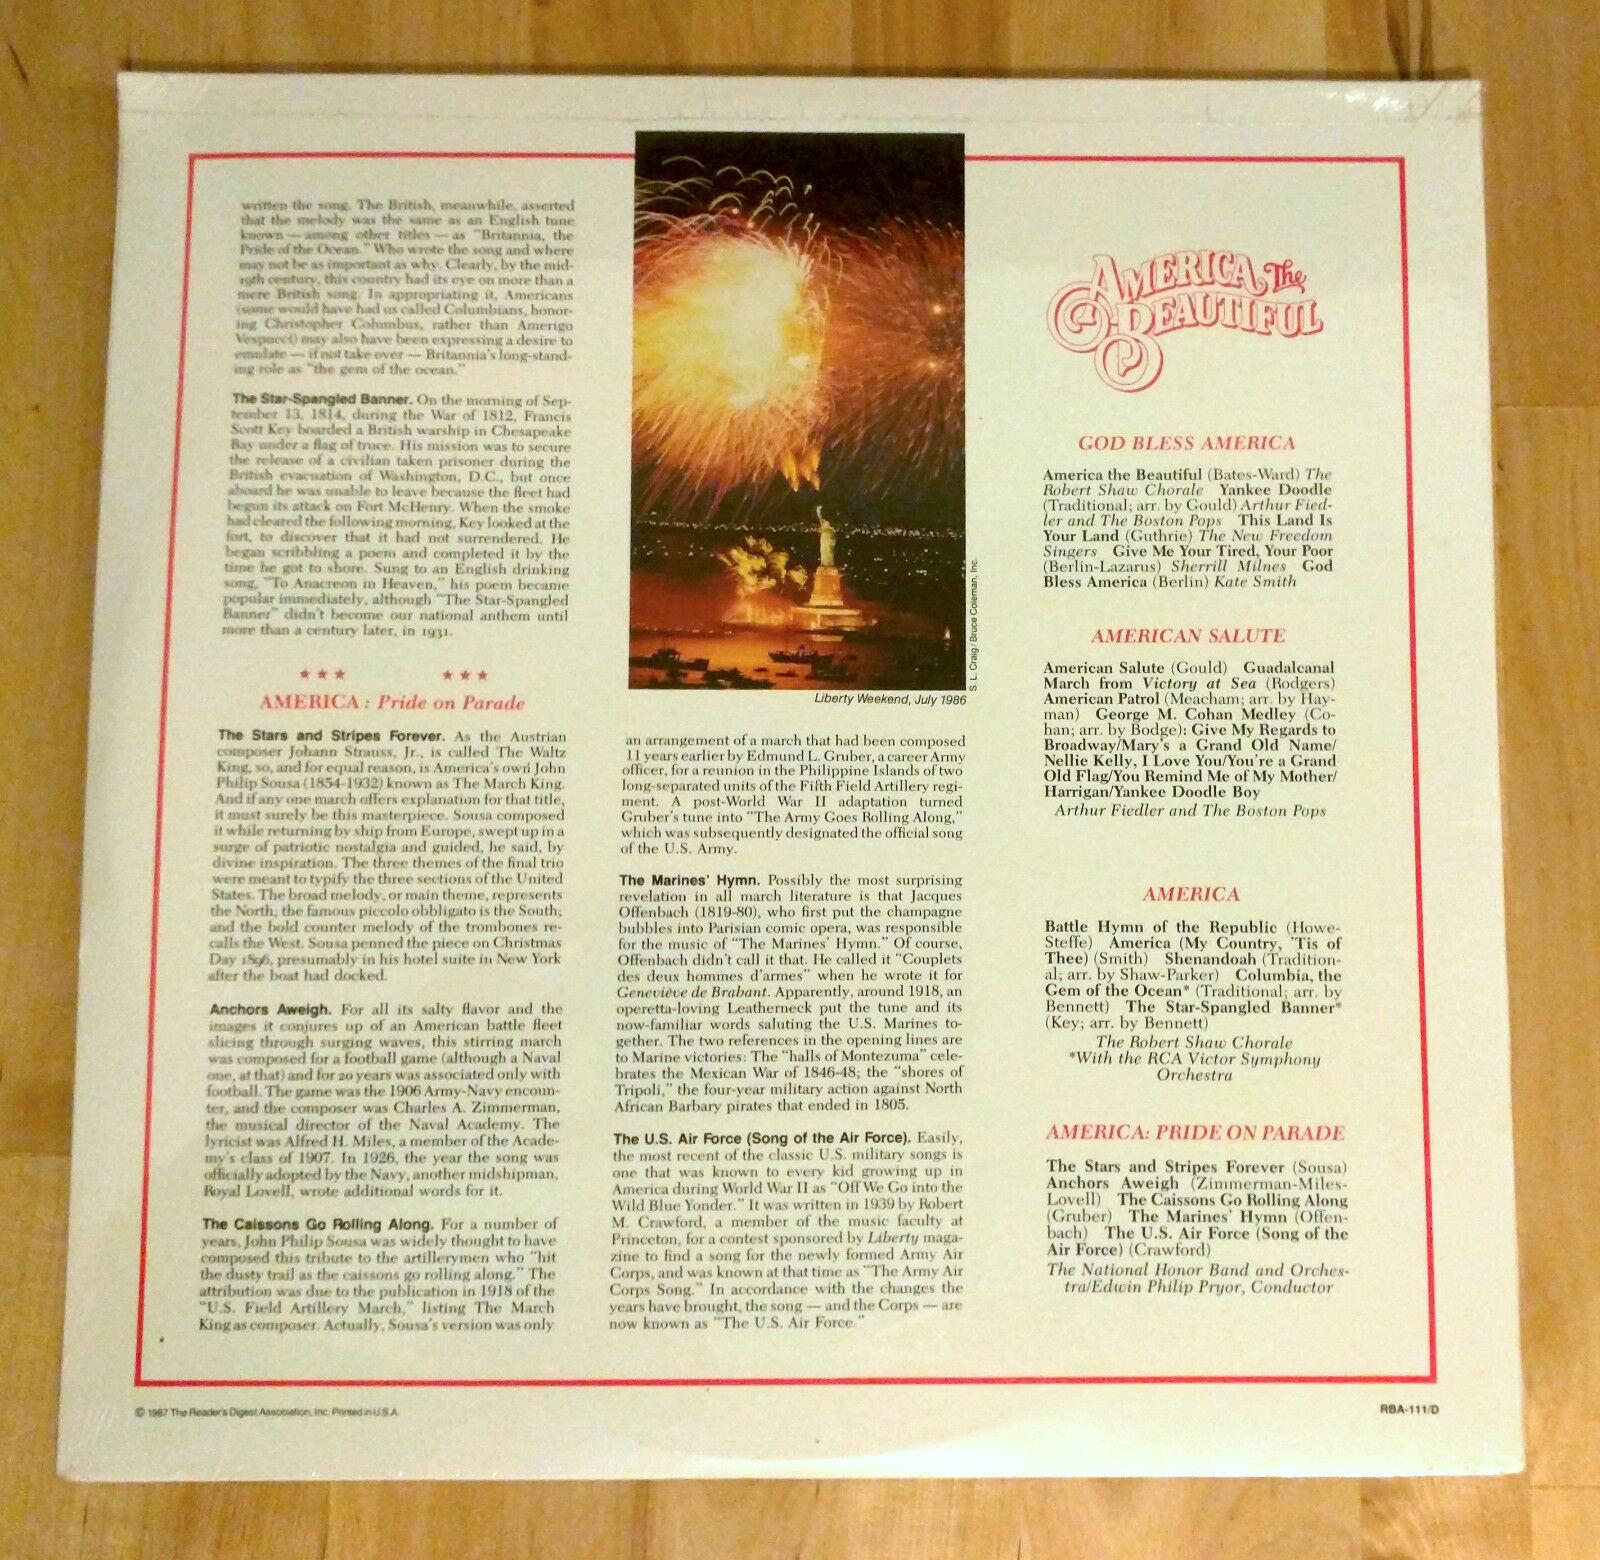 written the song. The British, meanwhile, asserted
that the melody was the same as an English tune
known — among other titles — as "Britannia, the
Pride of the Ocean." Who wrote the song and where
may not be as important as why. Clearly, by the mid-
19th century, this country had its eye on more than a
mere British song. In appropriating it, Americans
(some would have had us called Columbians, honor-
ing Christopher Columbus, rather than Amerigo
Vespucci) may also have been expressing a desire to
emulate — if not take over — Britannia's long-stand-
ing role as "the gem of the ocean."
The Star-Spangled Banner. On the morning of Sep-
tember 13, 1814, during the War of 1812, Francis
Scott Key boarded a British warship in Chesapeake
Bay under a flag of truce. His mission was to secure
the release of a civilian taken prisoner during the
British evacuation of Washington, D.C., but once
aboard he was unable to leave because the fleet had
begun its attack on Fort McHenry. When the smoke
had cleared the following morning, Key looked at the
fort, to discover that it had not surrendered. He
began scribbling a poem and completed it by the
time he got to shore. Sung to an English drinking
song, "To Anacreon in Heaven," his poem became
popular immediately, although "The Star-Spangled
Banner" didn't become our national anthem until
more than a century later, in 1931.
★★★ ★★★
AMERICA: Pride on Parade
The Stars and Stripes Forever. As the Austrian
composer Johann Strauss, Jr., is called The Waltz
King, so, and for equal reason, is America's own John
Philip Sousa (1854-1932) known as The March King.
And if any one march offers explanation for that title,
it must surely be this masterpiece. Sousa composed
it while returning by ship from Europe, swept up in a
surge of patriotic nostalgia and guided, he said, by
divine inspiration. The three themes of the final trio
were meant to typify the three sections of the United
States. The broad melody, or main theme, represents
the North, the famous piccolo obbligato is the South,
and the bold counter melody of the trombones re-
calls the West. Sousa penned the piece on Christmas
Day 1896, presumably in his hotel suite in New York
after the boat had docked.
Anchors Aweigh. For all its salty flavor and the
images it conjures up of an American battle fleet
slicing through surging waves, this stirring march
was composed for a football game (although a Naval
one, at that) and for 20 years was associated only with
football. The game was the 1906 Army-Navy encoun-
ter, and the composer was Charles A. Zimmerman,
the musical director of the Naval Academy. The
lyricist was Alfred H. Miles, a member of the Acade-
my's class of 1907. In 1926, the year the song was
officially adopted by the Navy, another midshipman,
Royal Lovell, wrote additional words for it.
The Caissons Go Rolling Along. For a number of
years, John Philip Sousa was widely thought to have
composed this tribute to the artillerymen who "hit
the dusty trail as the caissons go rolling along." The
attribution was due to the publication in 1918 of the
"U.S. Field Artillery March," listing The March
King as composer. Actually, Sousa's version was only
S. L. Craig / Bruce Coleman, Inc.
Liberty Weekend, July 1986
an arrangement of a march that had been composed
11 years earlier by Edmund L. Gruber, a career Army
officer, for a reunion in the Philippine Islands of two
long-separated units of the Fifth Field Artillery regi-
ment. A post-World War II adaptation turned
Gruber's tune into "The Army Goes Rolling Along,"
which was subsequently designated the official song
of the U.S. Army.
The Marines' Hymn. Possibly the most surprising
revelation in all march literature is that Jacques
Offenbach (1819-80), who first put the champagne
bubbles into Parisian comic opera, was responsible
for the music of "The Marines' Hymn." Of course,
Offenbach didn't call it that. He called it "Couplets
des deux hommes d'armes" when he wrote it for
Geneviève de Brabant. Apparently, around 1918, an
operetta-loving Leatherneck put the tune and its
now-familiar words saluting the U.S. Marines to-
gether. The two references in the opening lines are
to Marine victories: The "halls of Montezuma" cele-
brates the Mexican War of 1846-48; the "shores of
Tripoli," the four-year military action against North
African Barbary pirates that ended in 1805.
The U.S. Air Force (Song of the Air Force). Easily,
the most recent of the classic U.S. military songs is
one that was known to every kid growing up in
America during World War II as "Off We Go into the
Wild Blue Yonder." It was written in 1939 by Robert
M. Crawford, a member of the music faculty at
Princeton, for a contest sponsored by Liberty maga-
zine to find a song for the newly formed Army Air
Corps, and was known at that time as "The Army Air
Corps Song." In accordance with the changes the
years have brought, the song — and the Corps — are
now known as "The U.S. Air Force."
AMERICA The
BEAUTIFUL
GOD BLESS AMERICA
America the Beautiful (Bates-Ward) The
Robert Shaw Chorale Yankee Doodle
(Traditional; arr. by Gould) Arthur Fied-
ler and The Boston Pops This Land Is
Your Land (Guthrie) The New Freedom
Singers Give Me Your Tired, Your Poor
(Berlin-Lazarus) Sherrill Milnes God
Bless America (Berlin) Kate Smith
AMERICAN SALUTE
American Salute (Gould) Guadalcanal
March from Victory at Sea (Rodgers)
American Patrol (Meacham; arr. by Hay-
man) George M. Cohan Medley (Co-
han; arr. by Bodge): Give My Regards to
Broadway/Mary's a Grand Old Name/
Nellie Kelly, I Love You/You're a Grand
Old Flag/You Remind Me of My Mother/
Harrigan/Yankee Doodle Boy
Arthur Fiedler and The Boston Pops
AMERICA
Battle Hymn of the Republic (Howe-
Steffe) America (My Country, 'Tis of
Thee) (Smith) Shenandoah (Tradition-
al; arr. by Shaw-Parker) Columbia, the
Gem of the Ocean* (Traditional; arr. by
Bennett) The Star-Spangled Banner*
(Key; arr. by Bennett)
The Robert Shaw Chorale
*With the RCA Victor Symphony
Orchestra
AMERICA: PRIDE ON PARADE
The Stars and Stripes Forever (Sousa)
Anchors Aweigh (Zimmerman-Miles-
Lovell) The Caissons Go Rolling Along
(Gruber) The Marines' Hymn (Offen-
bach) The U.S. Air Force (Song of the
Air Force) (Crawford)
The National Honor Band and Orches-
tra/Edwin Philip Pryor, Conductor
© 1987 The Reader's Digest Association, Inc. Printed in U.S.A.
RBA-111/D